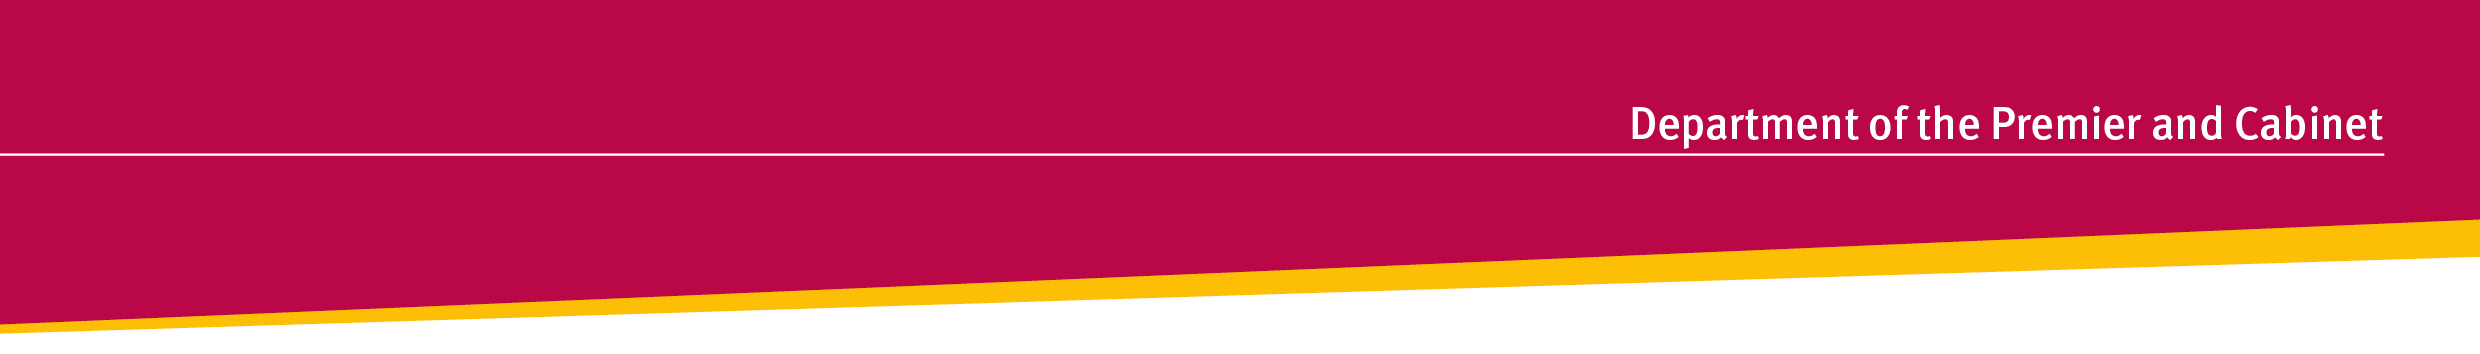 Department of the Premier and Cabinet